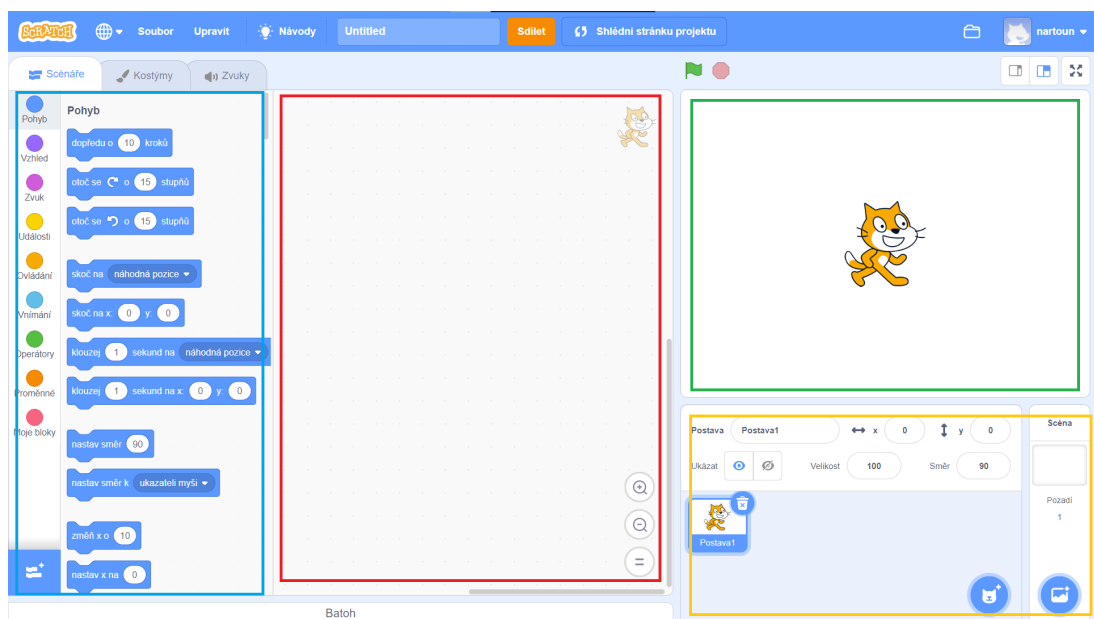 SCRATCH Soubor Upravit Návody Untitled Sdílet Shlédni stránku projektu nartoun
Scénáře Kostýmy Zvuky
Pohyb
Vzhled
Zvuk
Události
Ovládání
Vnímání
Operátory
Proměnné
Moje bloky
Pohyb
dopředu o 10 kroků
otoč se o 15 stupňů
otoč se o 15 stupňů
skoč na náhodná pozice
skoč na x: 0 y: 0
klouzej 1 sekund na náhodná pozice
klouzej 1 sekund na x: 0 y: 0
nastav směr 90
nastav směr k ukazateli myši
změň x o 10
nastav x na 0
Batoh
Postava Postava1 x 0 y 0
Ukázat Velikost 100 Směr 90
Postava1
Scéna
Pozadí
1